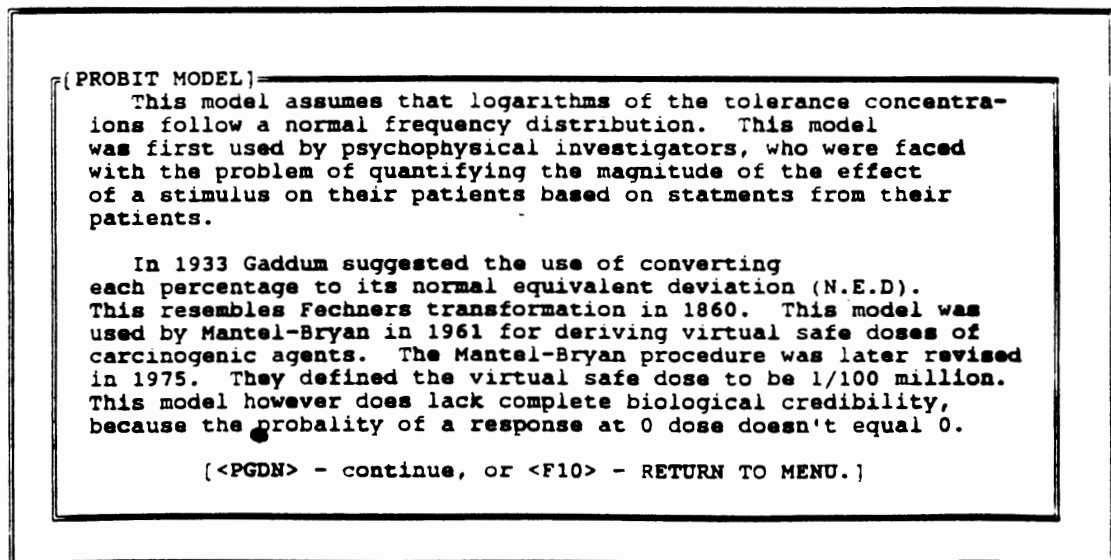 [PROBIT MODEL]
This model assumes that logarithms of the tolerance concentra-
ions follow a normal frequency distribution. This model
was first used by psychophysical investigators, who were faced
with the problem of quantifying the magnitude of the effect
of a stimulus on their patients based on statments from their
patients.
In 1933 Gaddum suggested the use of converting
each percentage to its normal equivalent deviation (N.E.D).
This resembles Fechners transformation in 1860. This model was
used by Mantel-Bryan in 1961 for deriving virtual safe doses of
carcinogenic agents. The Mantel-Bryan procedure was later revised
in 1975. They defined the virtual safe dose to be 1/100 million.
This model however does lack complete biological credibility,
because the probality of a response at 0 dose doesn't equal 0.
[<PGDN> - continue, or <F10> - RETURN TO MENU.]